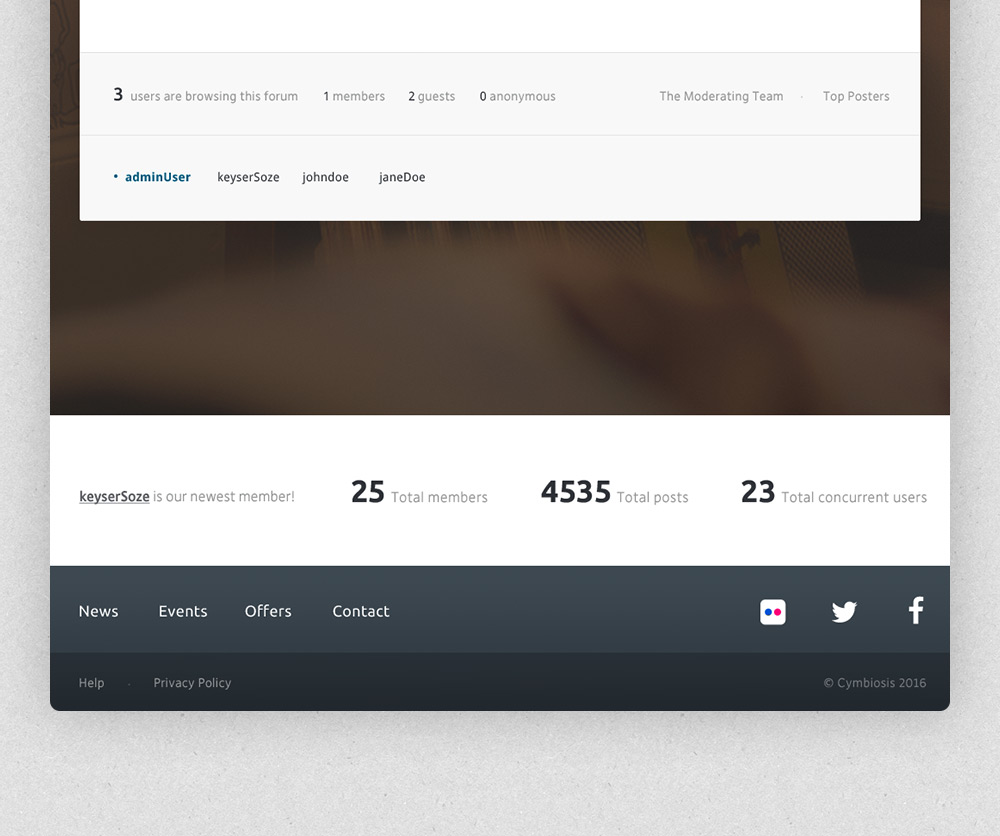 3 users are browsing this forum 1 members 2 guests 0 anonymous The Moderating Team · Top Posters
• adminUser keyserSoze johndoe janeDoe
keyserSoze is our newest member! 25 Total members 4535 Total posts 23 Total concurrent users
News Events Offers Contact
Help · Privacy Policy © Cymbiosis 2016